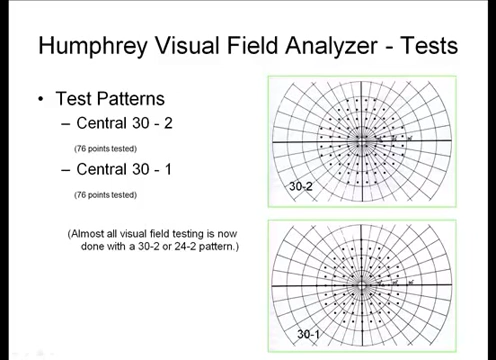 Humphrey Visual Field Analyzer - Tests
• Test Patterns
– Central 30 - 2
(76 points tested)
– Central 30 - 1
(76 points tested)
(Almost all visual field testing is now
done with a 30-2 or 24-2 pattern.)
30-2
30-1